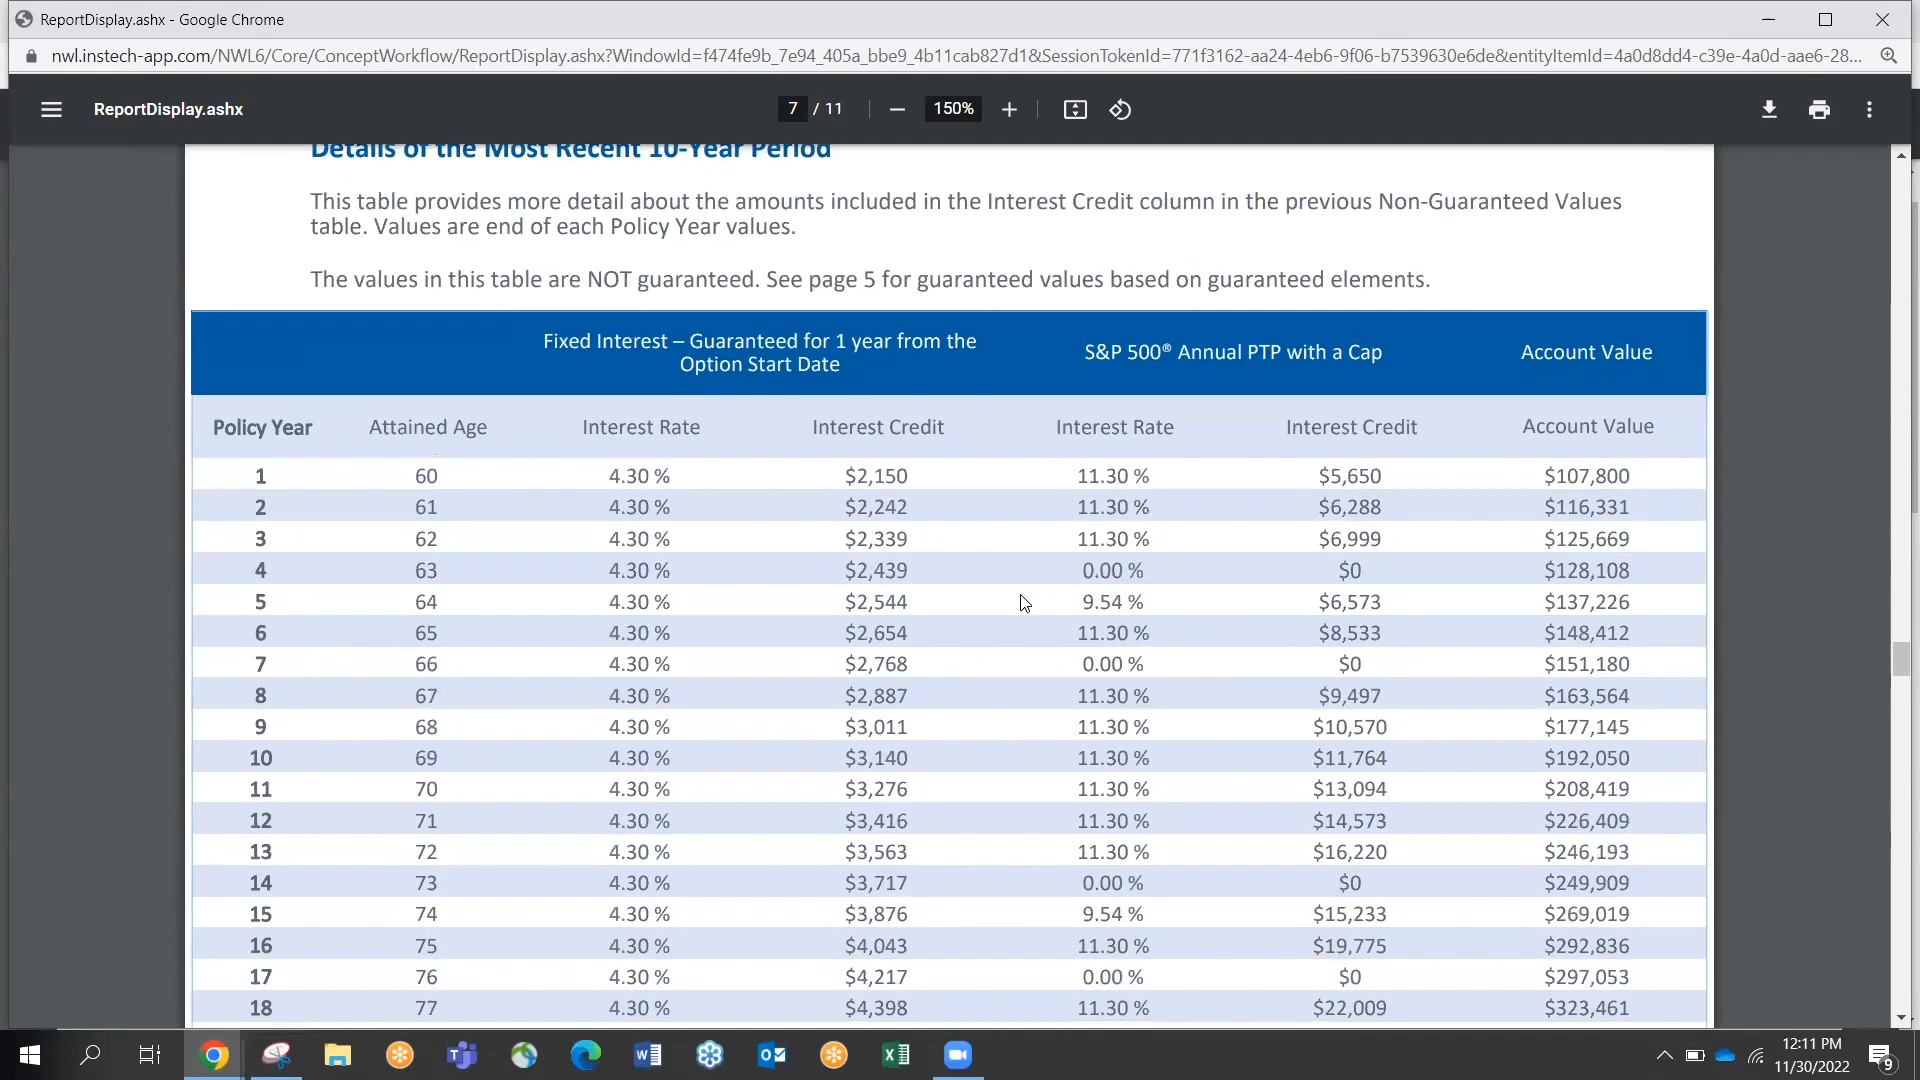 ReportDisplay.ashx - Google Chrome
nwl.instech-app.com/NWL6/Core/ConceptWorkflow/ReportDisplay.ashx?WindowId=f474fe9b_7e94_405a_bbe9_4b11cab827d1&SessionTokenId=771f3162-aa24-4eb6-9f06-b7539630e6de&entityItemId=4a0d8dd4-c39e-4a0d-aae6-28...
ReportDisplay.ashx 7 / 11 150%
Details of the Most Recent 10-Year Period
This table provides more detail about the amounts included in the Interest Credit column in the previous Non-Guaranteed Values
table. Values are end of each Policy Year values.
The values in this table are NOT guaranteed. See page 5 for guaranteed values based on guaranteed elements.
Fixed Interest – Guaranteed for 1 year from the
Option Start Date
S&P 500® Annual PTP with a Cap
Account Value
Policy Year Attained Age Interest Rate Interest Credit Interest Rate Interest Credit Account Value
1 60 4.30 % $2,150 11.30 % $5,650 $107,800
2 61 4.30 % $2,242 11.30 % $6,288 $116,331
3 62 4.30 % $2,339 11.30 % $6,999 $125,669
4 63 4.30 % $2,439 0.00 % $0 $128,108
5 64 4.30 % $2,544 9.54 % $6,573 $137,226
6 65 4.30 % $2,654 11.30 % $8,533 $148,412
7 66 4.30 % $2,768 0.00 % $0 $151,180
8 67 4.30 % $2,887 11.30 % $9,497 $163,564
9 68 4.30 % $3,011 11.30 % $10,570 $177,145
10 69 4.30 % $3,140 11.30 % $11,764 $192,050
11 70 4.30 % $3,276 11.30 % $13,094 $208,419
12 71 4.30 % $3,416 11.30 % $14,573 $226,409
13 72 4.30 % $3,563 11.30 % $16,220 $246,193
14 73 4.30 % $3,717 0.00 % $0 $249,909
15 74 4.30 % $3,876 9.54 % $15,233 $269,019
16 75 4.30 % $4,043 11.30 % $19,775 $292,836
17 76 4.30 % $4,217 0.00 % $0 $297,053
18 77 4.30 % $4,398 11.30 % $22,009 $323,461
12:11 PM
11/30/2022
9